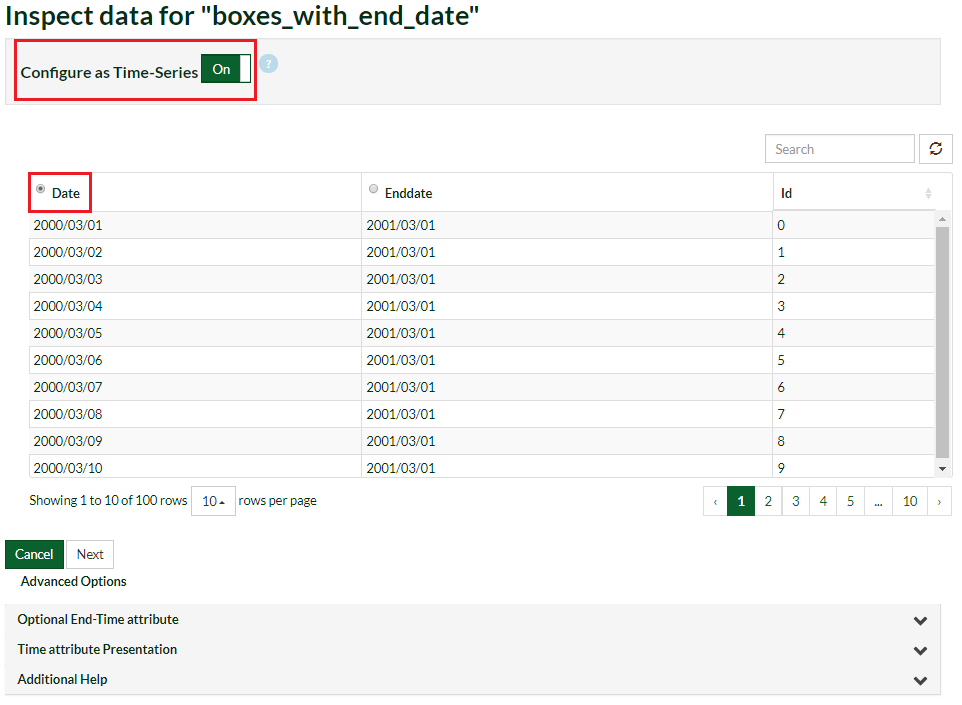 Inspect data for "boxes_with_end_date"
Configure as Time-Series On ?
Search
Date Enddate Id
2000/03/01 2001/03/01 0
2000/03/02 2001/03/01 1
2000/03/03 2001/03/01 2
2000/03/04 2001/03/01 3
2000/03/05 2001/03/01 4
2000/03/06 2001/03/01 5
2000/03/07 2001/03/01 6
2000/03/08 2001/03/01 7
2000/03/09 2001/03/01 8
2000/03/10 2001/03/01 9
Showing 1 to 10 of 100 rows 10 rows per page ‹ 1 2 3 4 5 ... 10 ›
Cancel Next
Advanced Options
Optional End-Time attribute
Time attribute Presentation
Additional Help